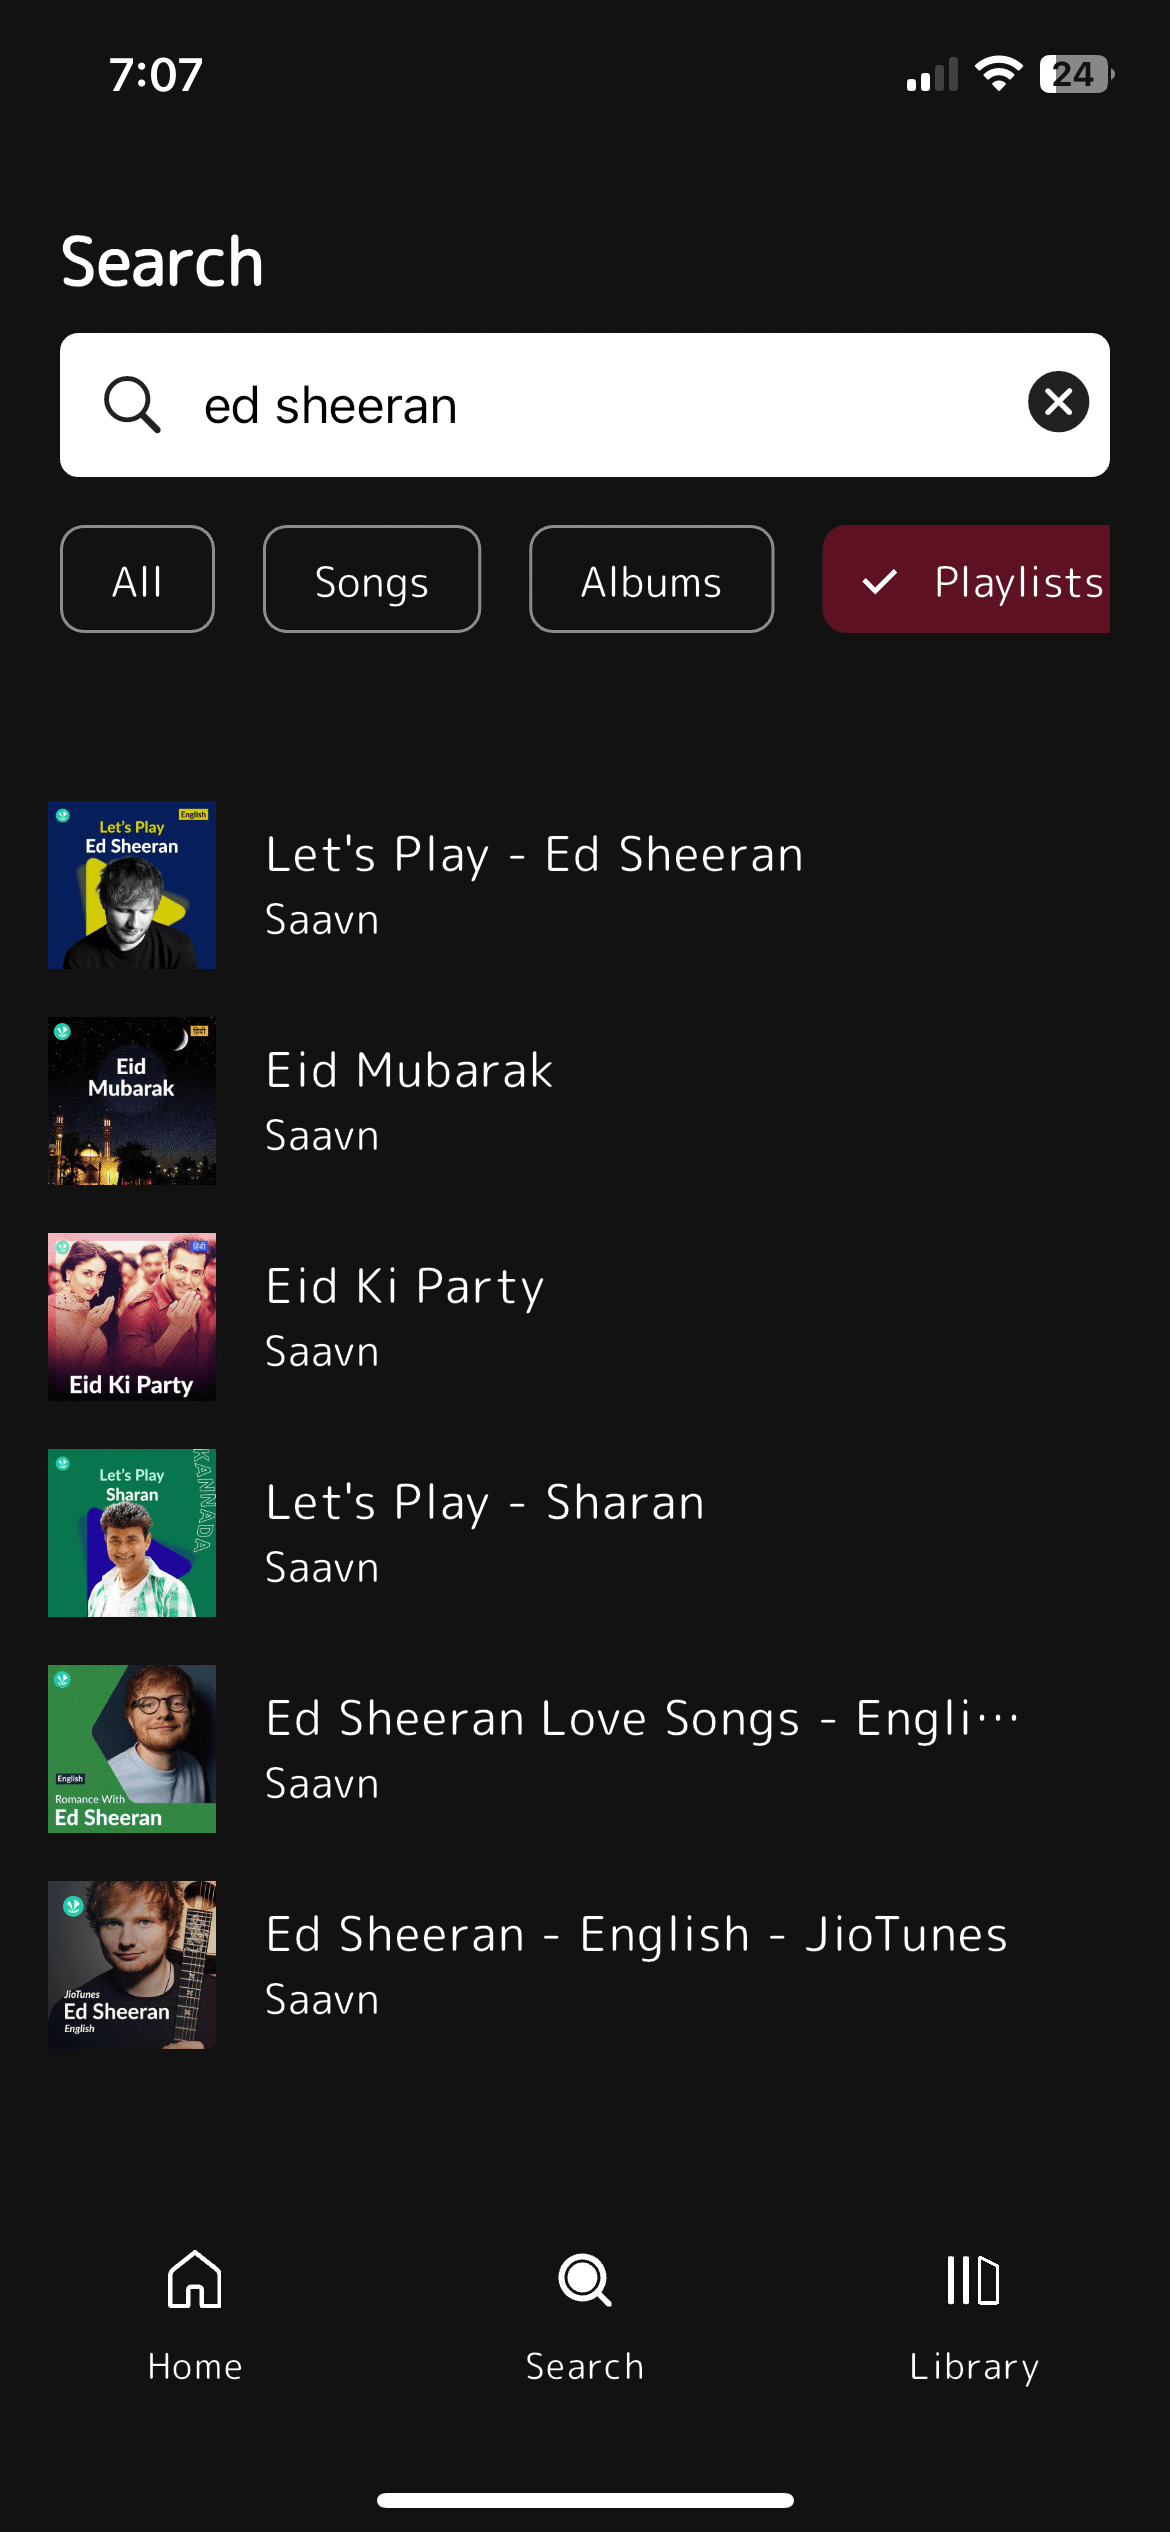 7:07
24
Search
ed sheeran
All
Songs
Albums
Playlists
Let's Play
English
Ed Sheeran
Let's Play - Ed Sheeran
Saavn
हिंदी
Eid
Mubarak
Eid Mubarak
Saavn
हिंदी
Eid Ki Party
Eid Ki Party
Saavn
Let's Play
Sharan
KANNADA
Let's Play - Sharan
Saavn
English
Romance With
Ed Sheeran
Ed Sheeran Love Songs - Engli...
Saavn
JioTunes
Ed Sheeran
English
Ed Sheeran - English - JioTunes
Saavn
Home
Search
Library